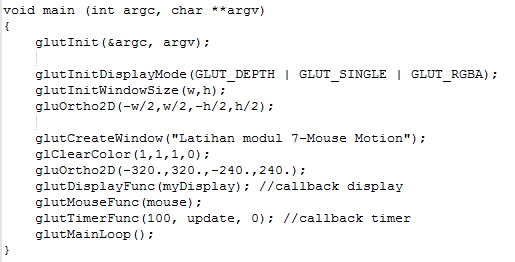 void main (int argc, char **argv)
{
glutInit(&argc, argv);
glutInitDisplayMode(GLUT_DEPTH | GLUT_SINGLE | GLUT_RGBA);
glutInitWindowSize(w,h);
gluOrtho2D(-w/2,w/2,-h/2,h/2);
glutCreateWindow("Latihan modul 7-Mouse Motion");
glClearColor(1,1,1,0);
gluOrtho2D(-320.,320.,-240.,240.);
glutDisplayFunc(myDisplay); //callback display
glutMouseFunc(mouse);
glutTimerFunc(100, update, 0); //callback timer
glutMainLoop();
}